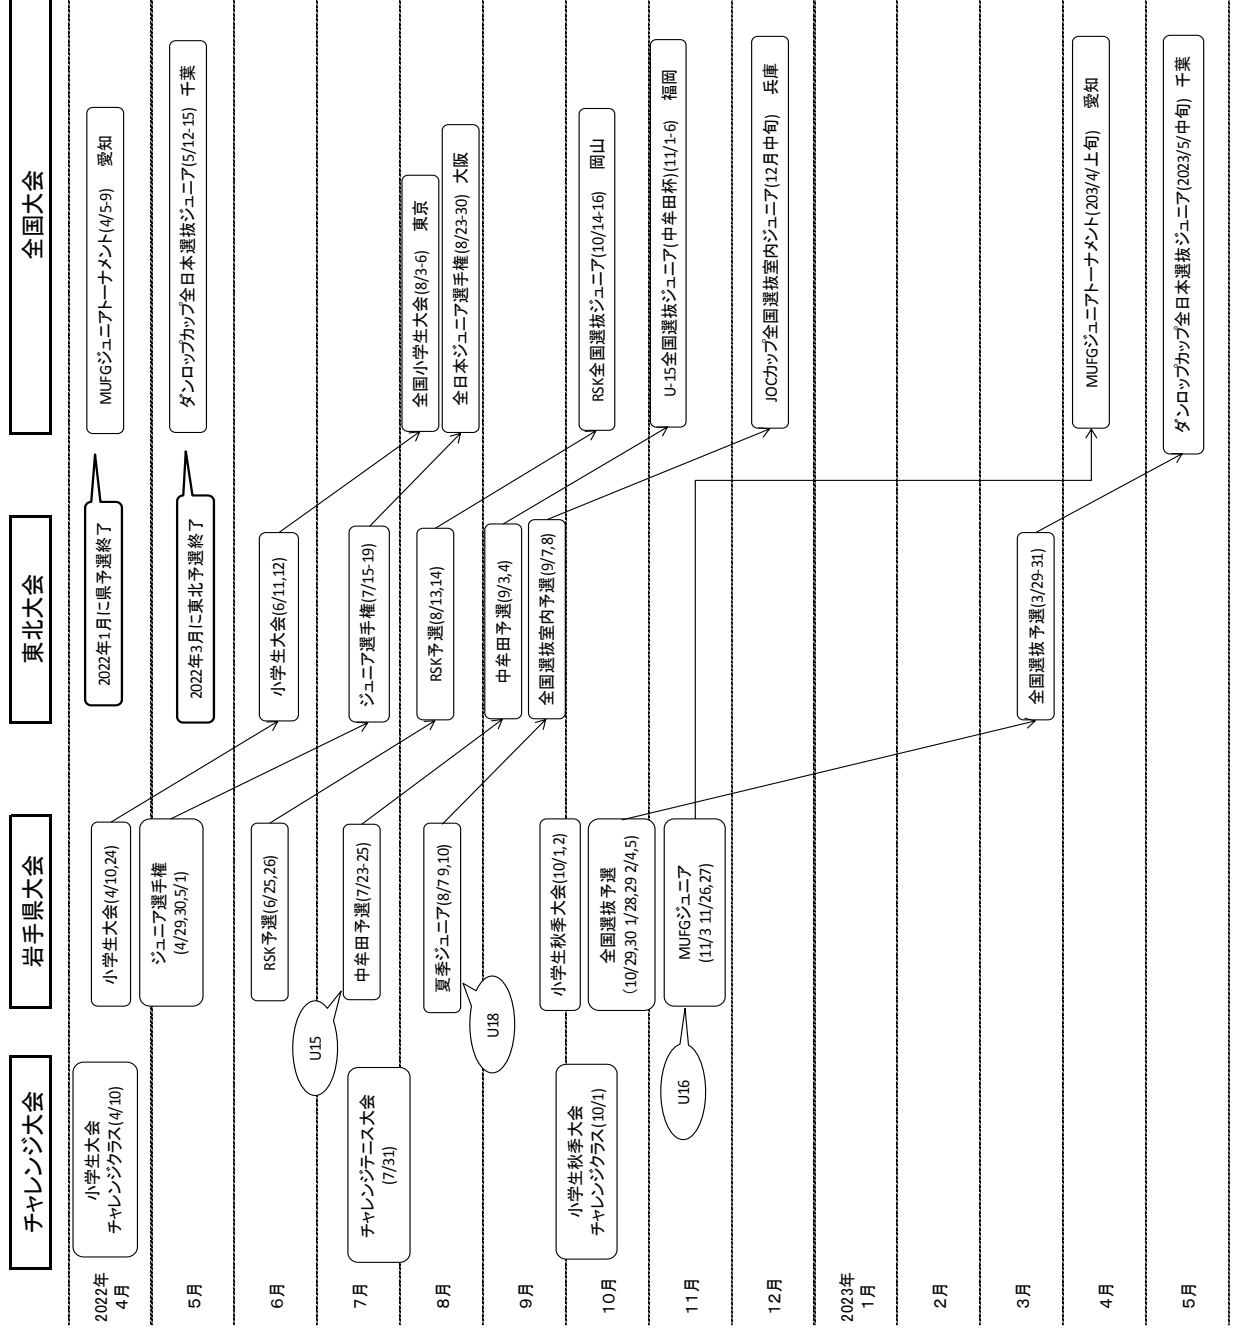 チャレンジ大会
岩手県大会
東北大会
全国大会
2022年
4月
小学生大会
チャレンジクラス(4/10)
小学生大会(4/10,24)
2022年1月に県予選終了
MUFGジュニアトーナメント(4/5-9) 愛知
5月
ジュニア選手権
(4/29,30,5/1)
2022年3月に東北予選終了
ダンロップカップ全日本選抜ジュニア(5/12-15) 千葉
6月
RSK予選(6/25,26)
小学生大会(6/11,12)
7月
チャレンジテニス大会
(7/31)
U15
中牟田予選(7/23-25)
ジュニア選手権(7/15-19)
8月
夏季ジュニア(8/7 9,10)
U18
RSK予選(8/13,14)
全国小学生大会(8/3-6) 東京
全日本ジュニア選手権(8/23-30) 大阪
9月
中牟田予選(9/3,4)
全国選抜室内予選(9/7,8)
10月
小学生秋季大会
チャレンジクラス(10/1)
小学生秋季大会(10/1,2)
全国選抜予選
(10/29,30 1/28,29 2/4,5)
RSK全国選抜ジュニア(10/14-16) 岡山
11月
U16
MUFGジュニア
(11/3 11/26,27)
U-15全国選抜ジュニア(中牟田杯)(11/1-6) 福岡
12月
JOCカップ全国選抜室内ジュニア(12月中旬) 兵庫
2023年
1月
2月
3月
全国選抜予選(3/29-31)
4月
MUFGジュニアトーナメント(203/4/上旬) 愛知
5月
ダンロップカップ全日本選抜ジュニア(2023/5/中旬) 千葉